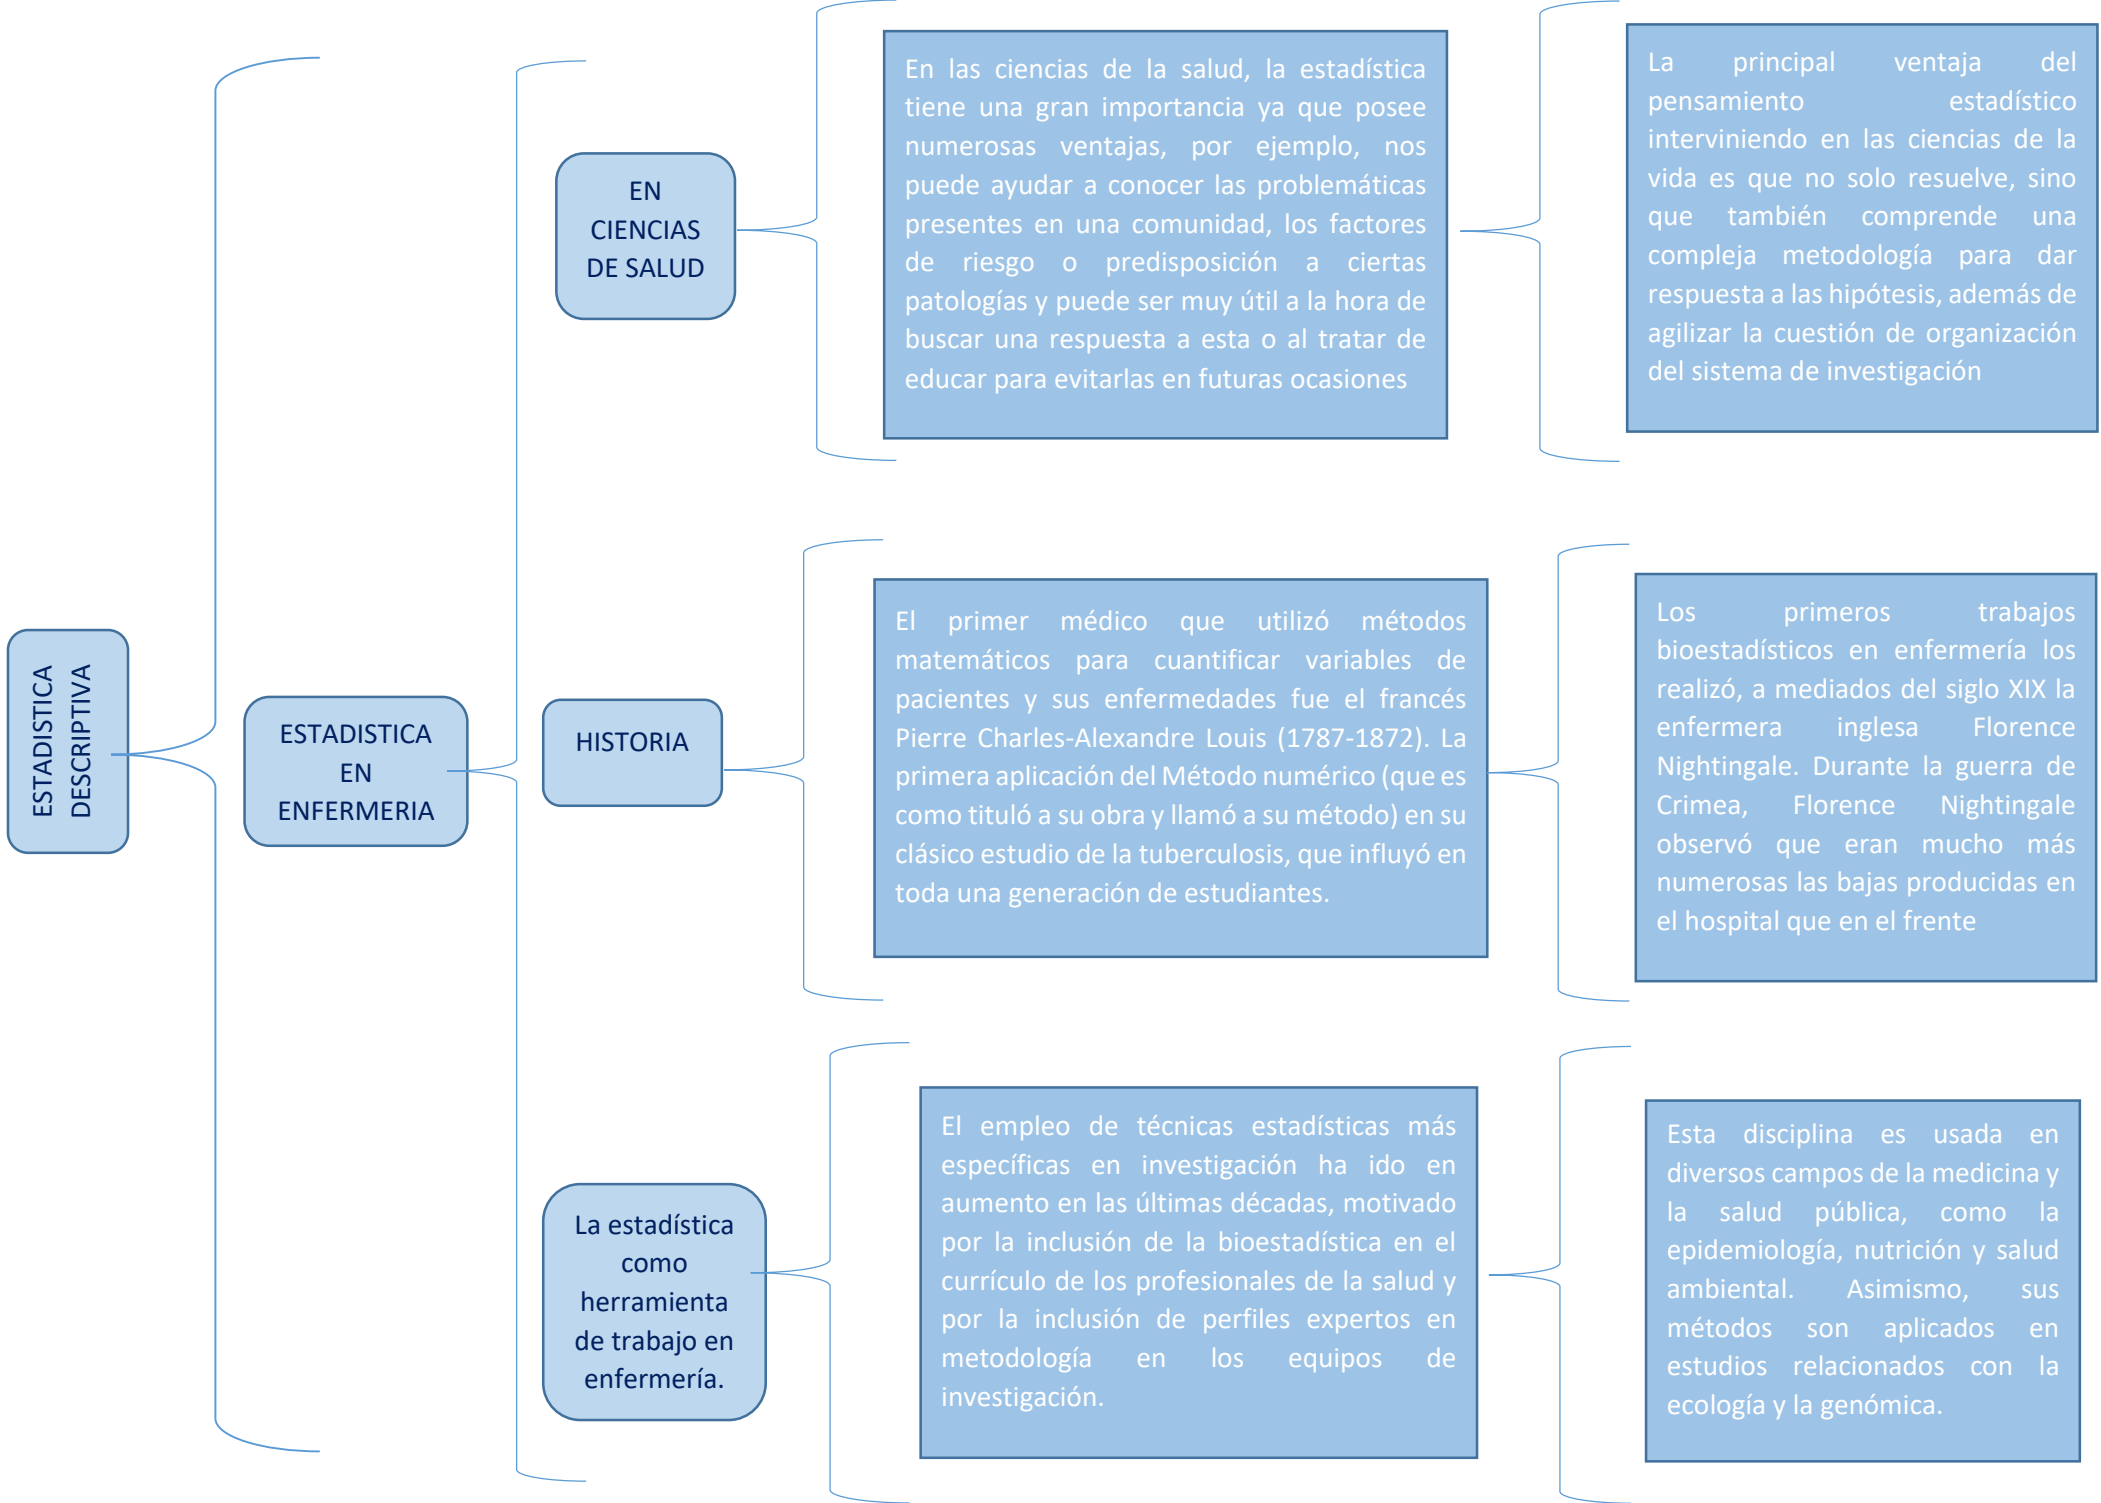 ESTADISTICA
DESCRIPTIVA
ESTADISTICA
EN
ENFERMERIA
EN
CIENCIAS
DE SALUD
En las ciencias de la salud, la estadística
tiene una gran importancia ya que posee
numerosas ventajas, por ejemplo, nos
puede ayudar a conocer las problemáticas
presentes en una comunidad, los factores
de riesgo o predisposición a ciertas
patologías y puede ser muy útil a la hora de
buscar una respuesta a esta o al tratar de
educar para evitarlas en futuras ocasiones
La principal ventaja del
pensamiento estadístico
interviniendo en las ciencias de la
vida es que no solo resuelve, sino
que también comprende una
compleja metodología para dar
respuesta a las hipótesis, además de
agilizar la cuestión de organización
del sistema de investigación
HISTORIA
El primer médico que utilizó métodos
matemáticos para cuantificar variables de
pacientes y sus enfermedades fue el francés
Pierre Charles-Alexandre Louis (1787-1872). La
primera aplicación del Método numérico (que es
como tituló a su obra y llamó a su método) en su
clásico estudio de la tuberculosis, que influyó en
toda una generación de estudiantes.
Los primeros trabajos
bioestadísticos en enfermería los
realizó, a mediados del siglo XIX la
enfermera inglesa Florence
Nightingale. Durante la guerra de
Crimea, Florence Nightingale
observó que eran mucho más
numerosas las bajas producidas en
el hospital que en el frente
La estadística
como
herramienta
de trabajo en
enfermería.
El empleo de técnicas estadísticas más
específicas en investigación ha ido en
aumento en las últimas décadas, motivado
por la inclusión de la bioestadística en el
currículo de los profesionales de la salud y
por la inclusión de perfiles expertos en
metodología en los equipos de
investigación.
Esta disciplina es usada en
diversos campos de la medicina y
la salud pública, como la
epidemiología, nutrición y salud
ambiental. Asimismo, sus
métodos son aplicados en
estudios relacionados con la
ecología y la genómica.